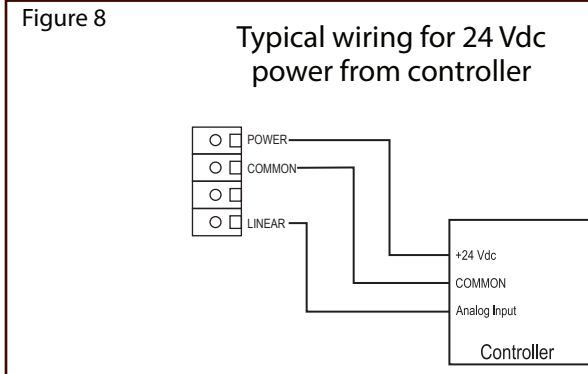 Figure 8
Typical wiring for 24 Vdc
power from controller
POWER
COMMON
LINEAR
+24 Vdc
COMMON
Analog Input
Controller